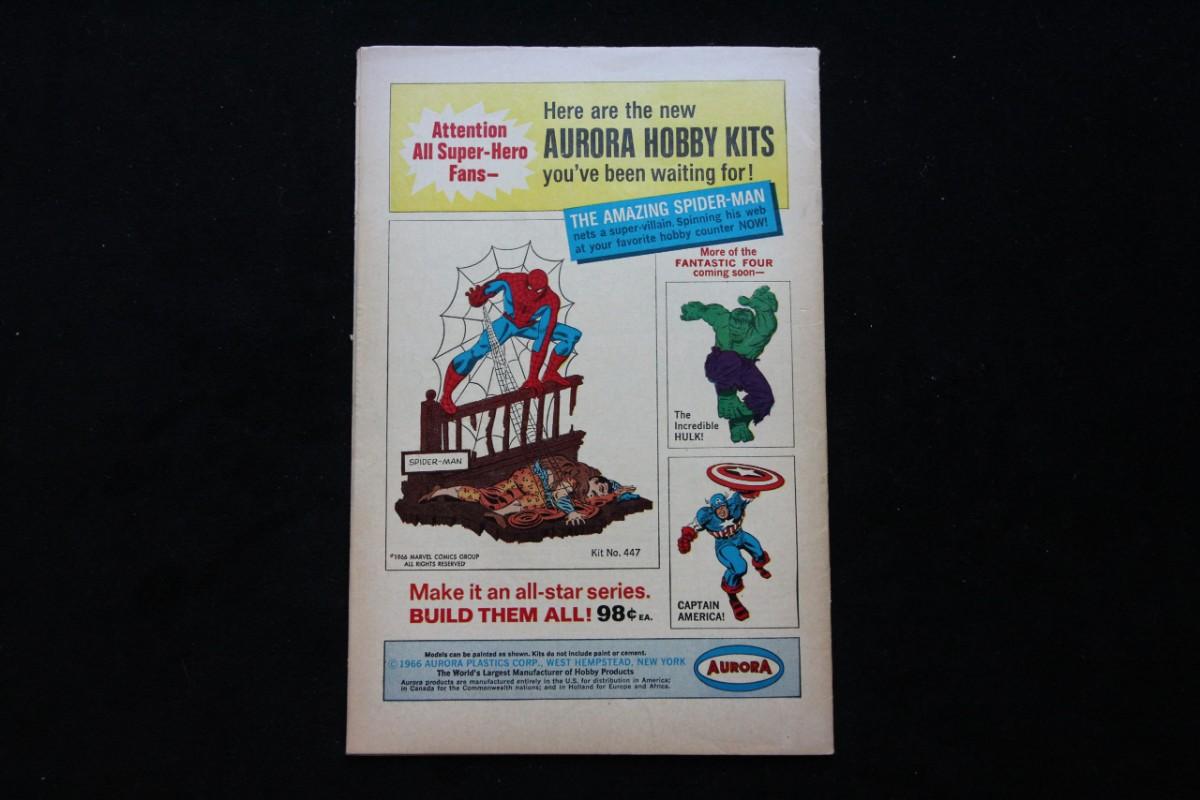 Attention
All Super-Hero
Fans—
Here are the new
AURORA HOBBY KITS
you've been waiting for!
THE AMAZING SPIDER-MAN
nets a super-villain. Spinning his web
at your favorite hobby counter NOW!
More of the
FANTASTIC FOUR
coming soon—
The
Incredible
HULK!
SPIDER-MAN
©1966 MARVEL COMICS GROUP
ALL RIGHTS RESERVED
Kit No. 447
CAPTAIN
AMERICA!
Make it an all-star series.
BUILD THEM ALL! 98¢ EA.
Models can be painted as shown. Kits do not include paint or cement.
© 1966 AURORA PLASTICS CORP., WEST HEMPSTEAD, NEW YORK
The World's Largest Manufacturer of Hobby Products
Aurora products are manufactured entirely in the U.S. for distribution in America;
in Canada for the Commonwealth nations; and in Holland for Europe and Africa.
AURORA